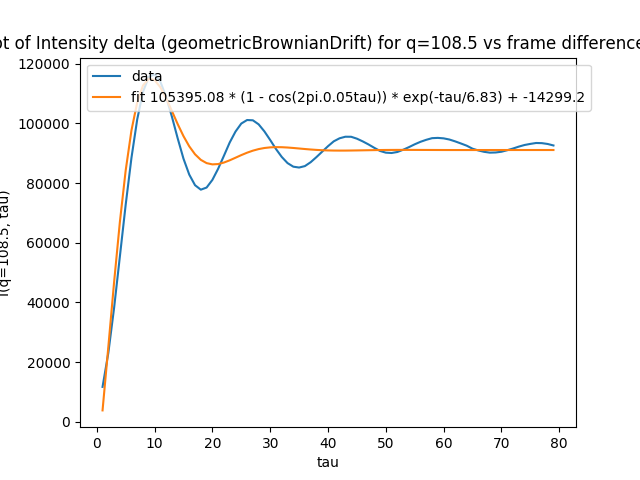 ot of Intensity delta (geometricBrownianDrift) for q=108.5 vs frame difference
data
fit 105395.08 * (1 - cos(2pi.0.05tau)) * exp(-tau/6.83) + -14299.2
120000
100000
80000
60000
40000
20000
0
I(q=108.5, tau)
0 10 20 30 40 50 60 70 80
tau